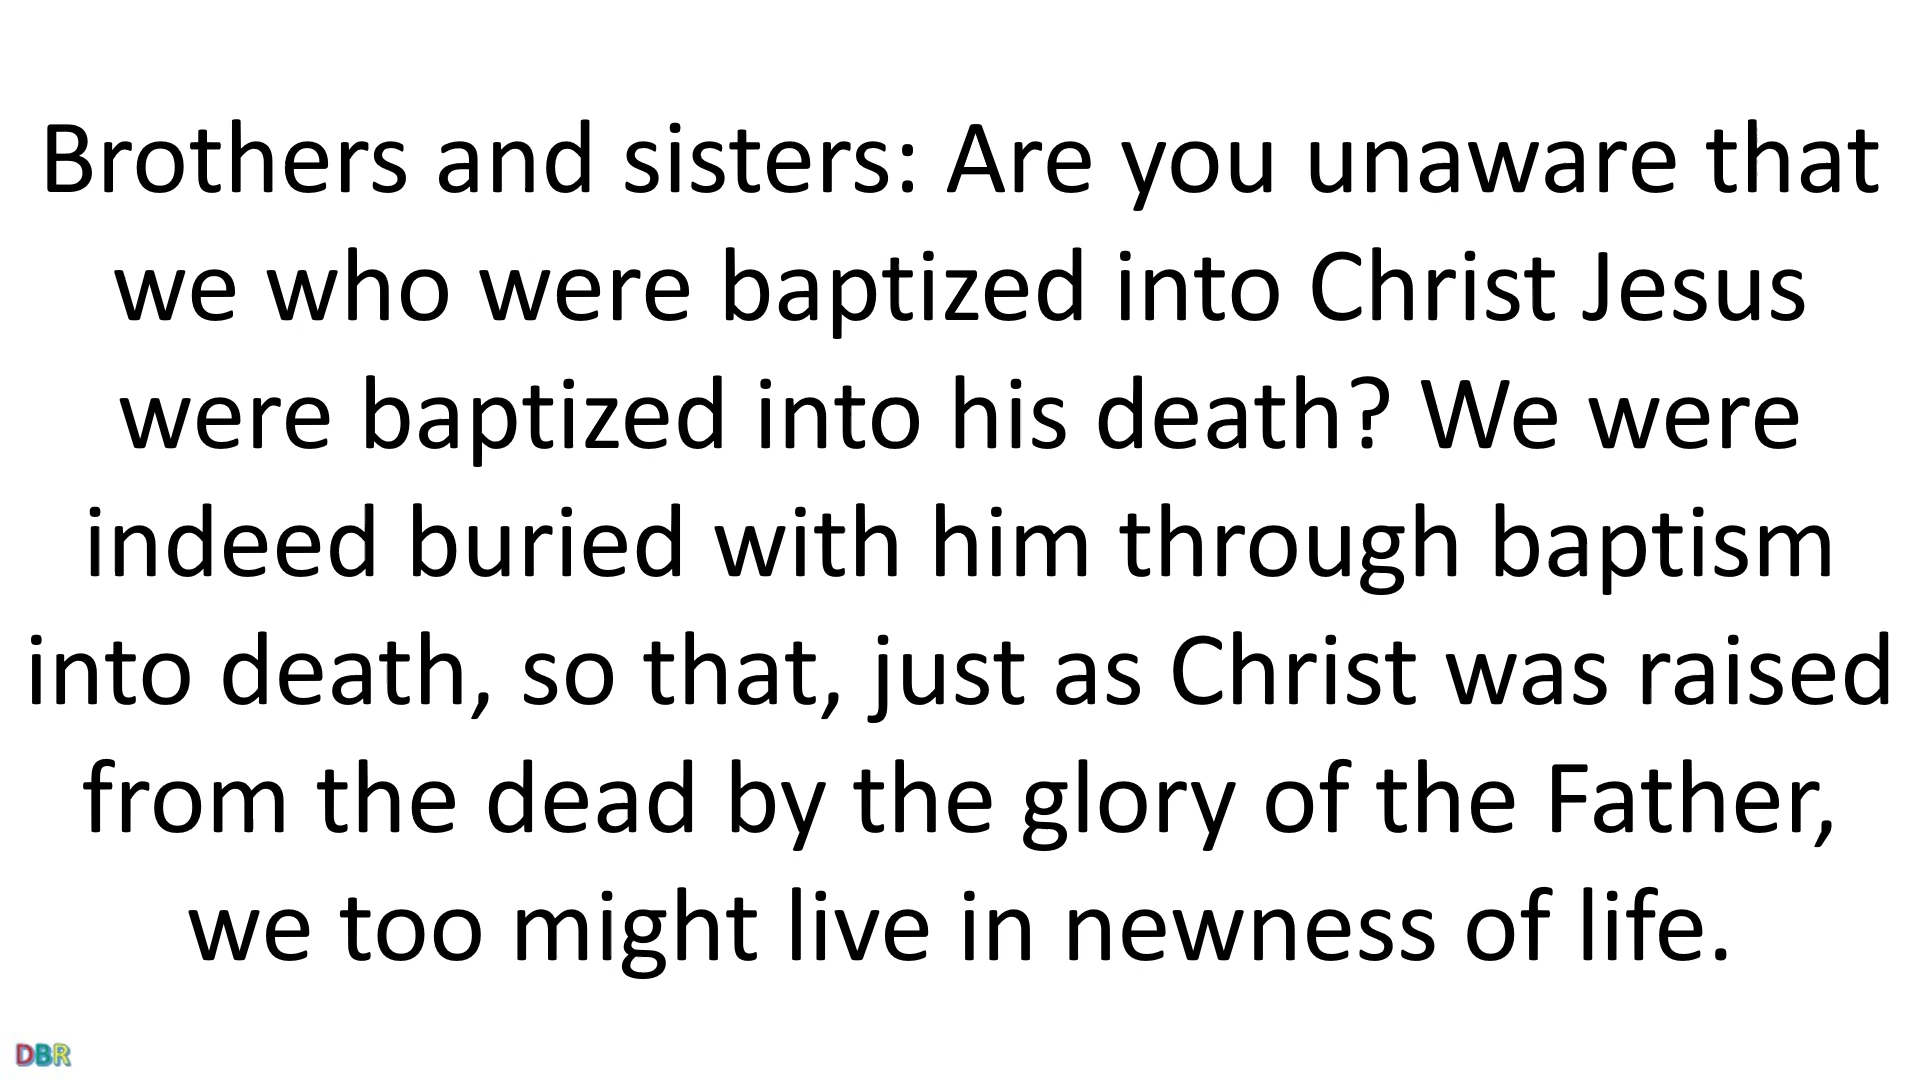 Brothers and sisters: Are you unaware that
we who were baptized into Christ Jesus
were baptized into his death? We were
indeed buried with him through baptism
into death, so that, just as Christ was raised
from the dead by the glory of the Father,
we too might live in newness of life.
DBR